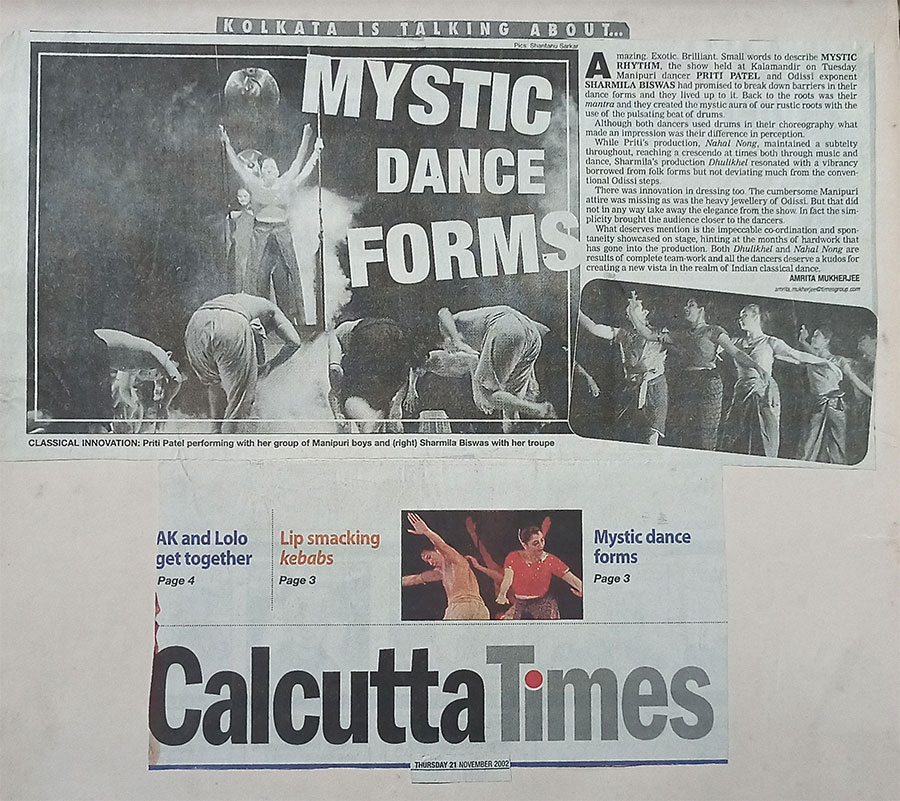 KOLKATA IS TALKING ABOUT...
Pics: Shantanu Sarkar
MYSTIC
DANCE
FORMS
Amazing. Exotic. Brilliant. Small words to describe MYSTIC
RHYTHM, the show held at Kalamandir on Tuesday.
Manipuri dancer PRITI PATEL and Odissi exponent
SHARMILA BISWAS had promised to break down barriers in their
dance forms and they lived up to it. Back to the roots was their
mantra and they created the mystic aura of our rustic roots with the
use of the pulsating beat of drums.
Although both dancers used drums in their choreography what
made an impression was their difference in perception.
While Priti's production, Nahal Nong, maintained a subtelty
throughout, reaching a crescendo at times both through music and
dance, Sharmila's production Dhullkhel resonated with a vibrancy
borrowed from folk forms but not deviating much from the conven-
tional Odissi steps.
There was innovation in dressing too. The cumbersome Manipuri
attire was missing as was the heavy jewellery of Odissi. But that did
not in any way take away the elegance from the show. In fact the sim-
plicity brought the audience closer to the dancers.
What deserves mention is the impeccable co-ordination and spon-
taneity showcased on stage, hinting at the months of hardwork that
has gone into the production. Both Dhullkhel and Nahal Nong are
results of complete team-work and all the dancers deserve a kudos for
creating a new vista in the realm of Indian classical dance.
AMRITA MUKHERJEE
amrita.mukherjee@timesgroup.com
CLASSICAL INNOVATION: Priti Patel performing with her group of Manipuri boys and (right) Sharmila Biswas with her troupe
AK and Lolo
get together
Page 4
Lip smacking
kebabs
Page 3
Mystic dance
forms
Page 3
Calcutta Times
THURSDAY 21 NOVEMBER 2002